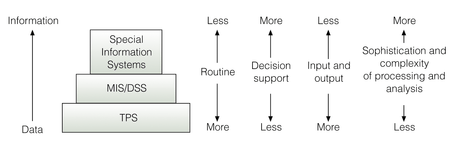 Information
Less
More
Less
More
Special
Information
Systems
Routine
Decision
support
Input and
output
Sophistication and
complexity
of processing and
analysis
MIS/DSS
TPS
Data
More
Less
More
Less